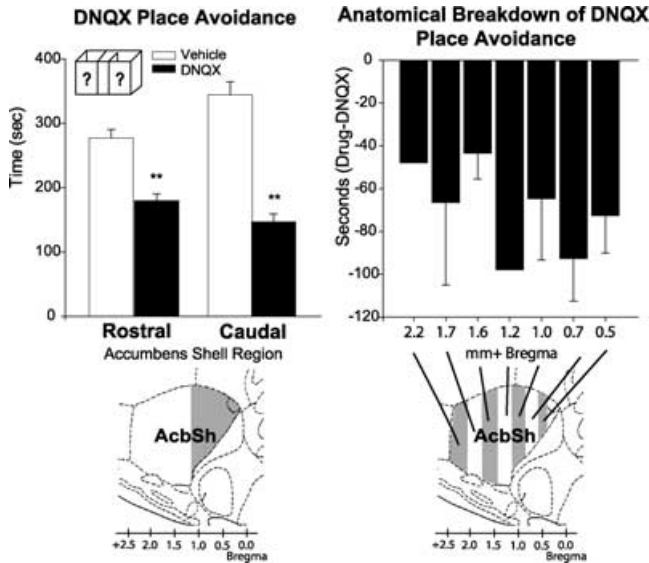 DNQX Place Avoidance
Vehicle
DNQX
? ?
Time (sec)
400
300
200
100
0
** **
Rostral Caudal
Accumbens Shell Region
AcbSh
+2.5 2.0 1.5 1.0 0.5 0.0
Bregma
Anatomical Breakdown of DNQX
Place Avoidance
Seconds (Drug-DNQX)
0
-20
-40
-60
-80
-100
-120
2.2 1.7 1.6 1.2 1.0 0.7 0.5
mm+ Bregma
AcbSh
+2.5 2.0 1.5 1.0 0.5 0.0
Bregma